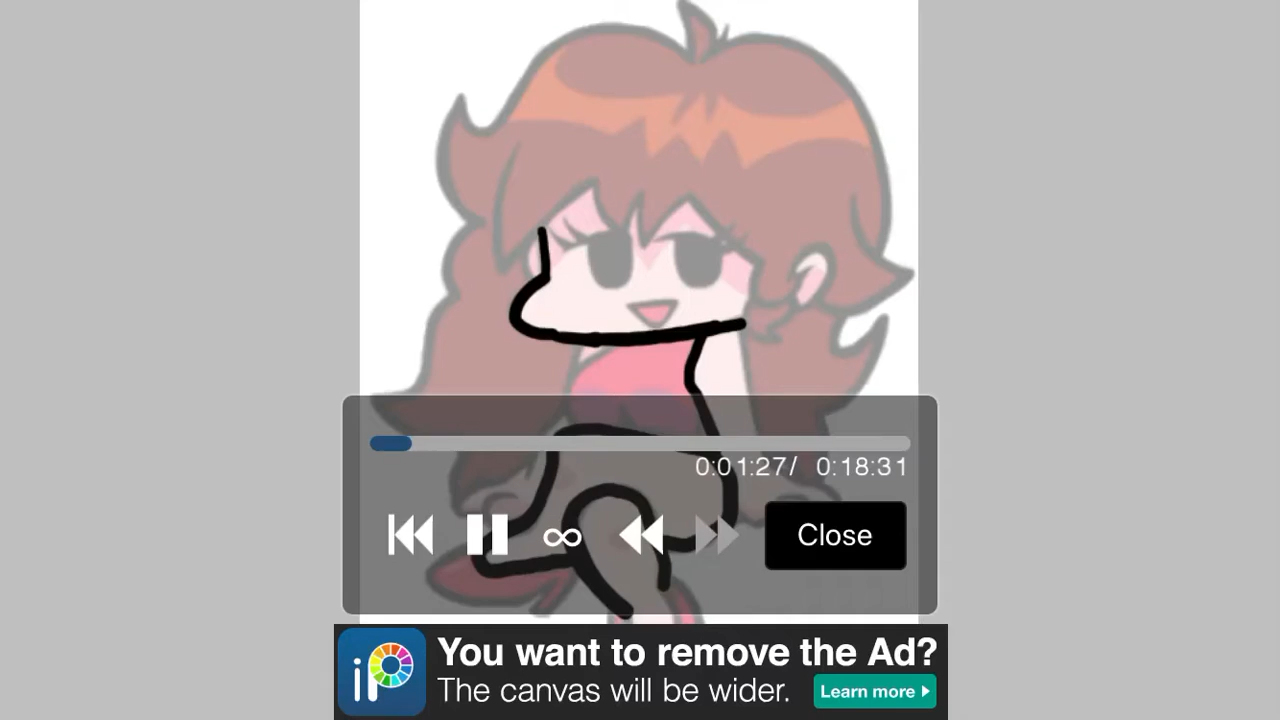 0:01:27/ 0:18:31
∞ Close
iP You want to remove the Ad?
The canvas will be wider. Learn more